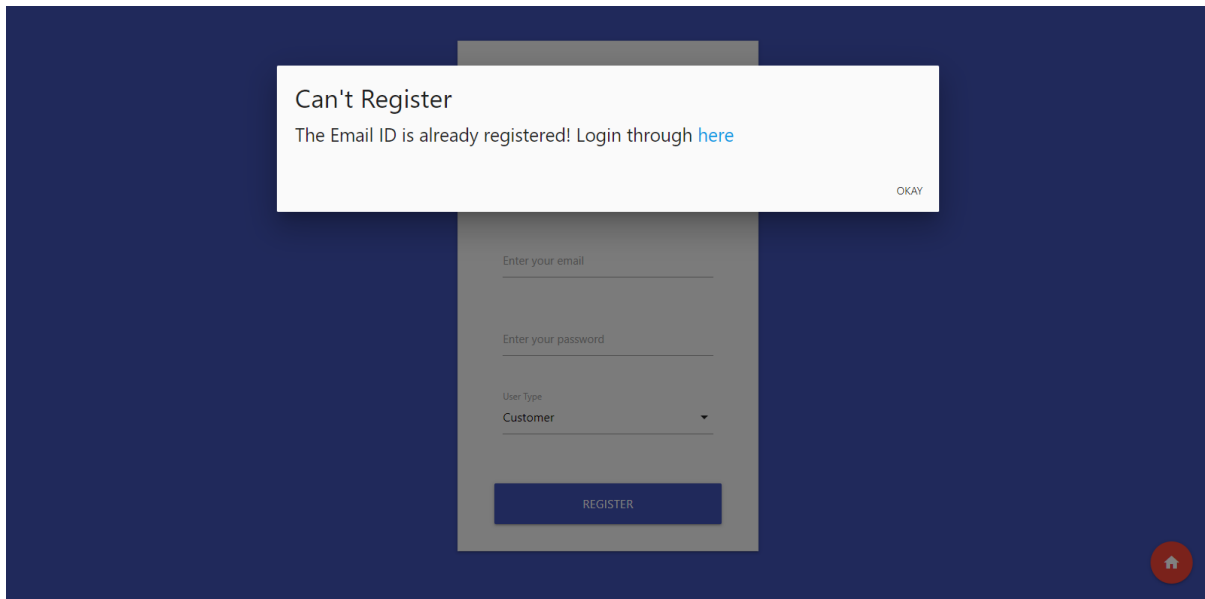 Can't Register
The Email ID is already registered! Login through here
OKAY
Enter your email
Enter your password
User Type
Customer
REGISTER